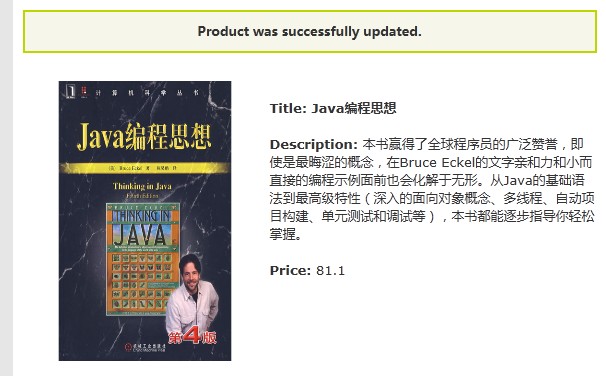 Product was successfully updated.
计算机科学丛书
Java编程思想
Bruce Eckel 著
Thinking in Java
Fourth Edition
THINKING IN
JAVA
第4版
机械工业出版社
China Machine Press
Title: Java编程思想
Description: 本书赢得了全球程序员的广泛赞誉，即
使是最晦涩的概念，在Bruce Eckel的文字亲和力和小而
直接的编程示例面前也会化解于无形。从Java的基础语
法到最高级特性（深入的面向对象概念、多线程、自动项
目构建、单元测试和调试等），本书都能逐步指导你轻松
掌握。
Price: 81.1